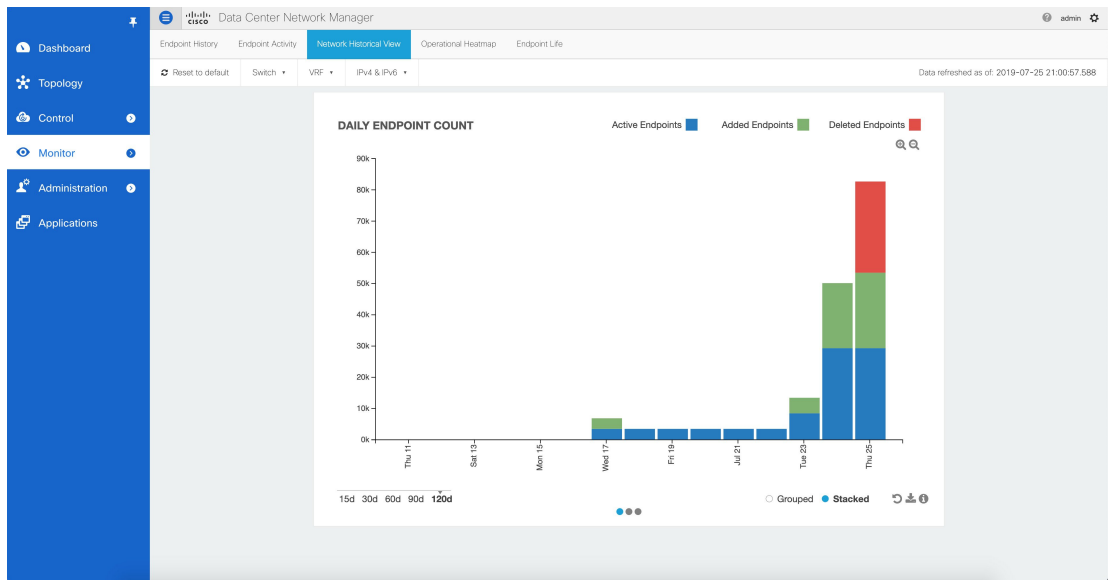 cisco Data Center Network Manager
admin
Dashboard
Topology
Control
Monitor
Administration
Applications
Endpoint History Endpoint Activity Network Historical View Operational Heatmap Endpoint Life
Reset to default Switch VRF IPv4 & IPv6 Data refreshed as of: 2019-07-25 21:00:57.588
DAILY ENDPOINT COUNT
Active Endpoints Added Endpoints Deleted Endpoints
90k
80k
70k
60k
50k
40k
30k
20k
10k
0k
Thu 11
Sat 13
Mon 15
Wed 17
Fri 19
Jul 21
Tue 23
Thu 25
15d 30d 60d 90d 120d
Grouped Stacked